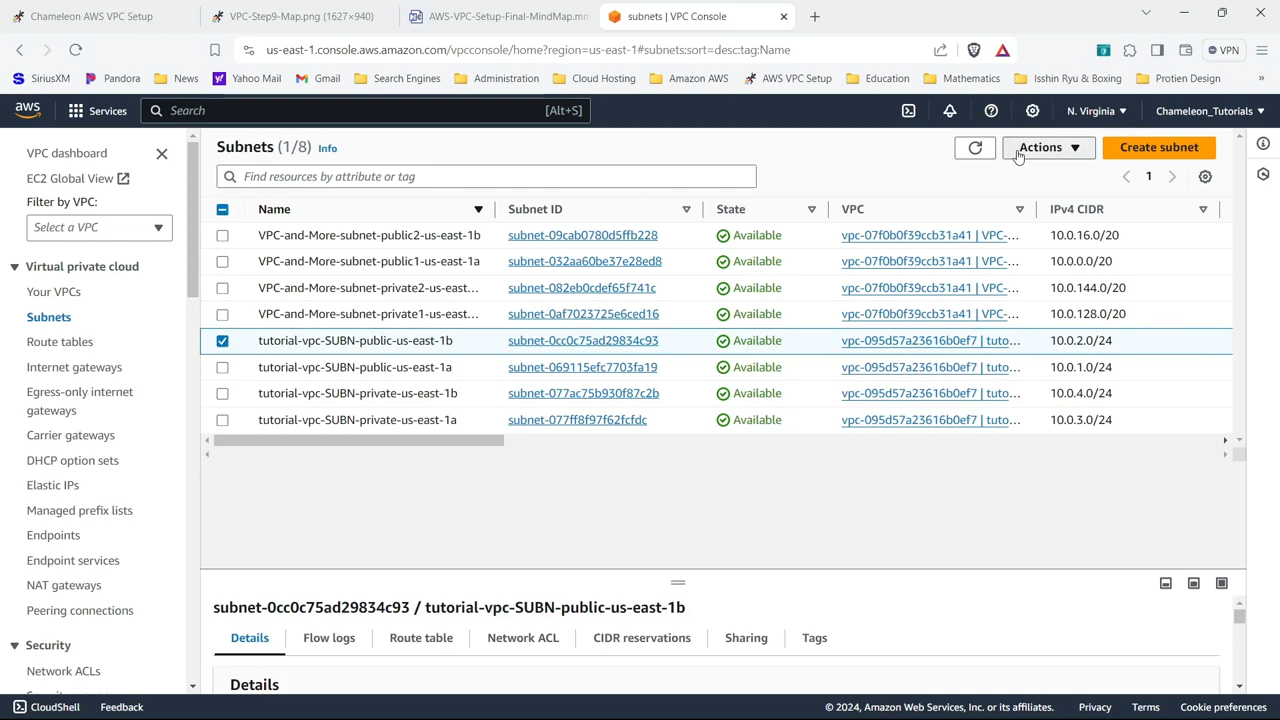 Chameleon AWS VPC Setup
VPC-Step9-Map.png (1627×940)
AWS-VPC-Setup-Final-MindMap.mm
subnets | VPC Console
us-east-1.console.aws.amazon.com/vpcconsole/home?region=us-east-1#subnets:sort=desc:tag:Name
VPN
SiriusXM
Pandora
News
Yahoo Mail
Gmail
Search Engines
Administration
Cloud Hosting
Amazon AWS
AWS VPC Setup
Education
Mathematics
Isshin Ryu & Boxing
Protien Design
»
aws
Services
Search
[Alt+S]
N. Virginia
Chameleon_Tutorials
VPC dashboard
EC2 Global View
Filter by VPC:
Select a VPC
Virtual private cloud
Your VPCs
Subnets
Route tables
Internet gateways
Egress-only internet
gateways
Carrier gateways
DHCP option sets
Elastic IPs
Managed prefix lists
Endpoints
Endpoint services
NAT gateways
Peering connections
Security
Network ACLs
Subnets (1/8) Info
Actions
Create subnet
Find resources by attribute or tag
1
Name Subnet ID State VPC IPv4 CIDR
VPC-and-More-subnet-public2-us-east-1b subnet-09cab0780d5ffb228 Available vpc-07f0b0f39ccb31a41 | VPC-... 10.0.16.0/20
VPC-and-More-subnet-public1-us-east-1a subnet-032aa60be37e28ed8 Available vpc-07f0b0f39ccb31a41 | VPC-... 10.0.0.0/20
VPC-and-More-subnet-private2-us-east... subnet-082eb0cdef65f741c Available vpc-07f0b0f39ccb31a41 | VPC-... 10.0.144.0/20
VPC-and-More-subnet-private1-us-east... subnet-0af7023725e6ced16 Available vpc-07f0b0f39ccb31a41 | VPC-... 10.0.128.0/20
tutorial-vpc-SUBN-public-us-east-1b subnet-0cc0c75ad29834c93 Available vpc-095d57a23616b0ef7 | tuto... 10.0.2.0/24
tutorial-vpc-SUBN-public-us-east-1a subnet-069115efc7703fa19 Available vpc-095d57a23616b0ef7 | tuto... 10.0.1.0/24
tutorial-vpc-SUBN-private-us-east-1b subnet-077ac75b930f87c2b Available vpc-095d57a23616b0ef7 | tuto... 10.0.4.0/24
tutorial-vpc-SUBN-private-us-east-1a subnet-077ff8f97f62fcfdc Available vpc-095d57a23616b0ef7 | tuto... 10.0.3.0/24
subnet-0cc0c75ad29834c93 / tutorial-vpc-SUBN-public-us-east-1b
Details
Flow logs
Route table
Network ACL
CIDR reservations
Sharing
Tags
Details
CloudShell
Feedback
© 2024, Amazon Web Services, Inc. or its affiliates.
Privacy
Terms
Cookie preferences